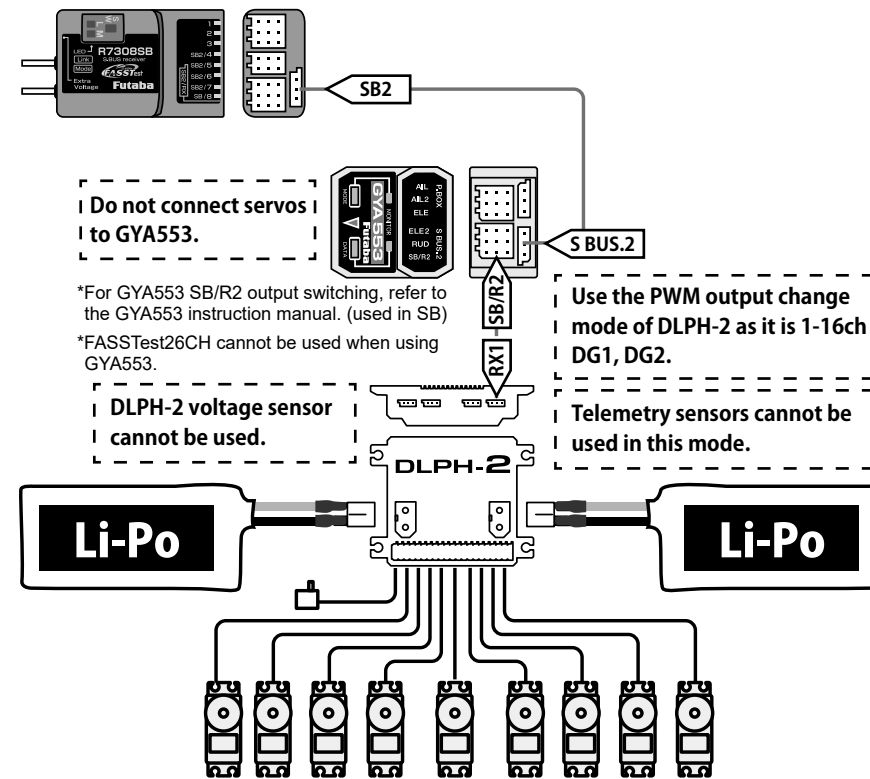 S
W
L M
LED
R7308SB
S.BUS receiver
Link
Mode
FASSTest
Extra
Voltage
Futaba
1
2
3
SB2/4
SB2/5
SB2/6
SB2/7
SB /8
SB2
Do not connect servos
to GYA553.
MODE
DATA
GYA553
MONITOR
Futaba
AIL
AIL2
ELE
ELE2
RUD
SB/R2
P.BOX
S BUS.2
S BUS.2
*For GYA553 SB/R2 output switching, refer to
the GYA553 instruction manual. (used in SB)
*FASSTest26CH cannot be used when using
GYA553.
SB/R2
RX1
Use the PWM output change
mode of DLPH-2 as it is 1-16ch
DG1, DG2.
DLPH-2 voltage sensor
cannot be used.
Telemetry sensors cannot be
used in this mode.
DLPH-2
Li-Po
Li-Po